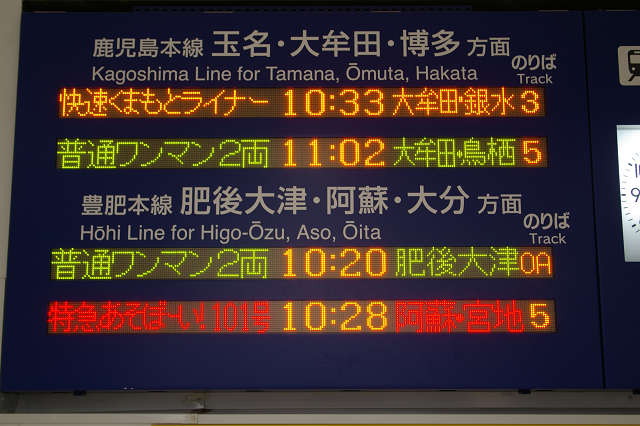 鹿児島本線 玉名・大牟田・博多 方面 のりば
Kagoshima Line for Tamana, Ōmuta, Hakata Track
快速くまもとライナー 10:33 大牟田・銀水 3
普通ワンマン2両 11:02 大牟田・鳥栖 5
豊肥本線 肥後大津・阿蘇・大分 方面 のりば
Hōhi Line for Higo-Ōzu, Aso, Ōita Track
普通ワンマン2両 10:20 肥後大津 0A
特急あそぼーい!101号 10:28 阿蘇・宮地 5